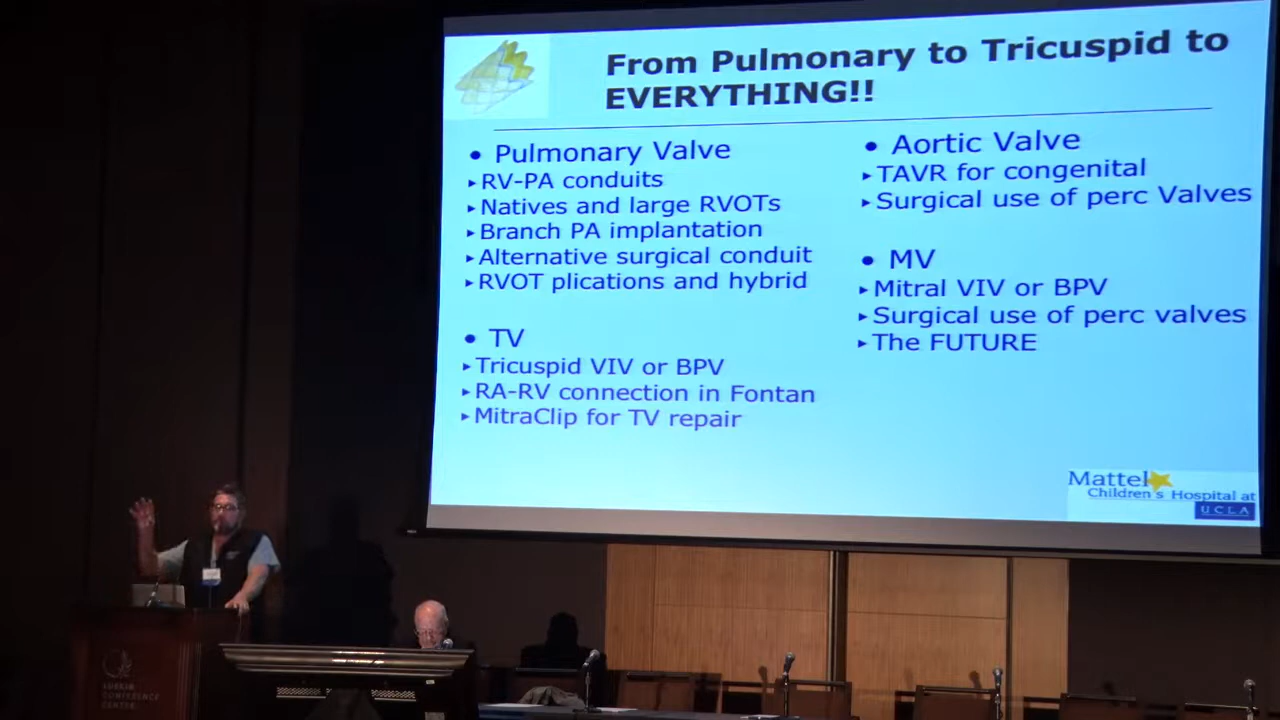 From Pulmonary to Tricuspid to
EVERYTHING!!
• Pulmonary Valve
▸RV-PA conduits
▸Natives and large RVOTs
▸Branch PA implantation
▸Alternative surgical conduit
▸RVOT plications and hybrid
• TV
▸Tricuspid VIV or BPV
▸RA-RV connection in Fontan
▸MitraClip for TV repair
• Aortic Valve
▸TAVR for congenital
▸Surgical use of perc Valves
• MV
▸Mitral VIV or BPV
▸Surgical use of perc valves
▸The FUTURE
Mattel
Children's Hospital at
UCLA
LUSKIN
CONFERENCE
CENTER